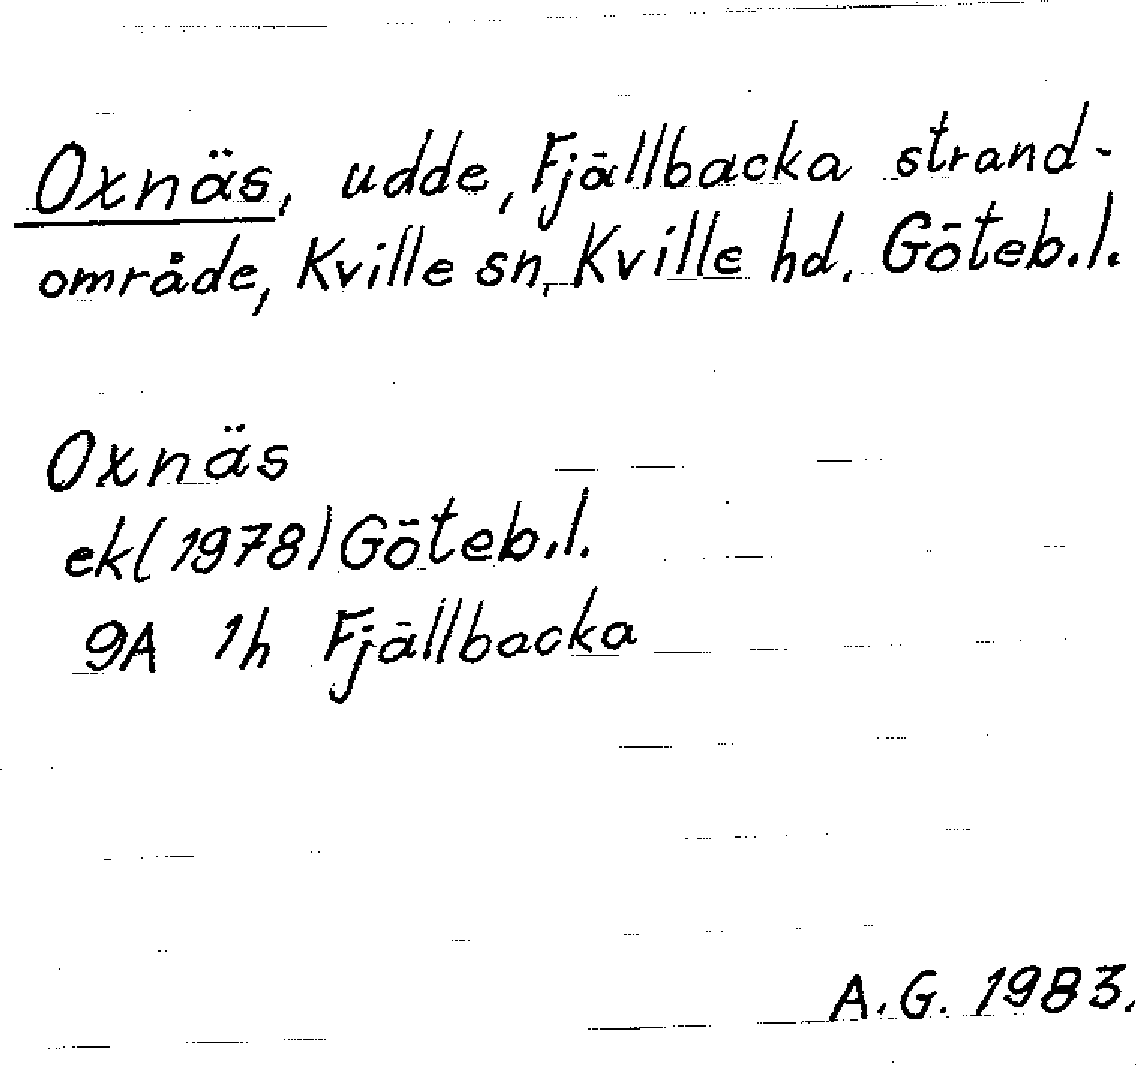 Oxnäs, udde, Fjällbacka strand-
område, Kville sn, Kville hd. Göteb.l.
Oxnäs
ek(1978) Göteb.l.
9A 1h Fjällbacka
A.G. 1983.